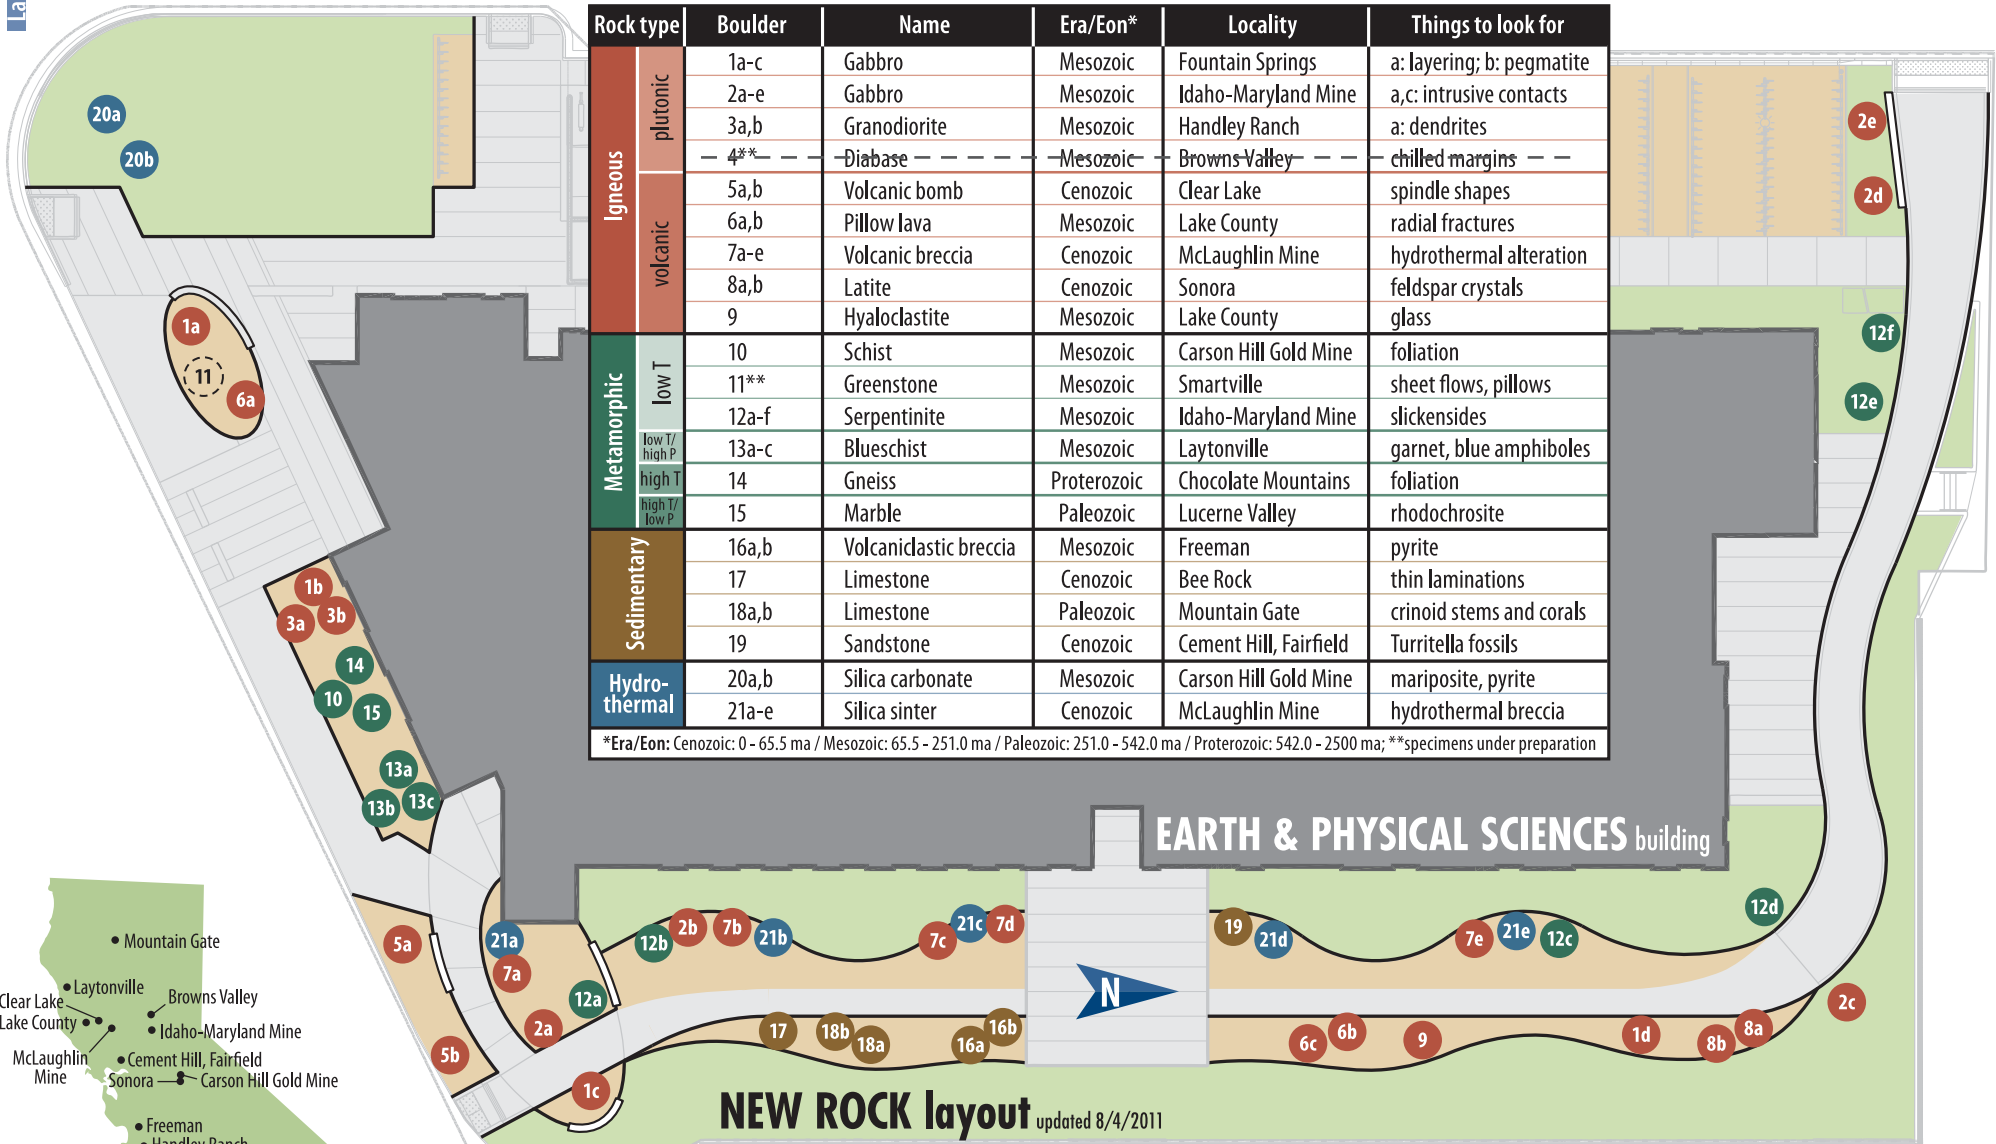 La
Rock type Boulder Name Era/Eon* Locality Things to look for
Igneous
plutonic
1a-c Gabbro Mesozoic Fountain Springs a: layering; b: pegmatite
2a-e Gabbro Mesozoic Idaho-Maryland Mine a,c: intrusive contacts
3a,b Granodiorite Mesozoic Handley Ranch a: dendrites
4** Diabase Mesozoic Browns Valley chilled margins
volcanic
5a,b Volcanic bomb Cenozoic Clear Lake spindle shapes
6a,b Pillow lava Mesozoic Lake County radial fractures
7a-e Volcanic breccia Cenozoic McLaughlin Mine hydrothermal alteration
8a,b Latite Cenozoic Sonora feldspar crystals
9 Hyaloclastite Mesozoic Lake County glass
Metamorphic
low T
10 Schist Mesozoic Carson Hill Gold Mine foliation
11** Greenstone Mesozoic Smartville sheet flows, pillows
12a-f Serpentinite Mesozoic Idaho-Maryland Mine slickensides
low T/
high P
13a-c Blueschist Mesozoic Laytonville garnet, blue amphiboles
high T
14 Gneiss Proterozoic Chocolate Mountains foliation
high T/
low P
15 Marble Paleozoic Lucerne Valley rhodochrosite
Sedimentary
16a,b Volcaniclastic breccia Mesozoic Freeman pyrite
17 Limestone Cenozoic Bee Rock thin laminations
18a,b Limestone Paleozoic Mountain Gate crinoid stems and corals
19 Sandstone Cenozoic Cement Hill, Fairfield Turritella fossils
Hydro-
thermal
20a,b Silica carbonate Mesozoic Carson Hill Gold Mine mariposite, pyrite
21a-e Silica sinter Cenozoic McLaughlin Mine hydrothermal breccia
*Era/Eon: Cenozoic: 0 - 65.5 ma / Mesozoic: 65.5 - 251.0 ma / Paleozoic: 251.0 - 542.0 ma / Proterozoic: 542.0 - 2500 ma; **specimens under preparation
20a
20b
1a
11
6a
1b
3a
3b
14
10
15
13a
13b
13c
2e
2d
12f
12e
EARTH & PHYSICAL SCIENCES building
12d
5a
21a
7a
12a
2a
5b
1c
12b
2b
7b
21b
7c
21c
7d
19
21d
7e
21e
12c
N
17
18b
18a
16a
16b
6c
6b
9
1d
8b
8a
2c
NEW ROCK layout updated 8/4/2011
Mountain Gate
Laytonville
Clear Lake
Browns Valley
Lake County
Idaho-Maryland Mine
McLaughlin
Mine
Cement Hill, Fairfield
Sonora
Carson Hill Gold Mine
Freeman
Handley Ranch